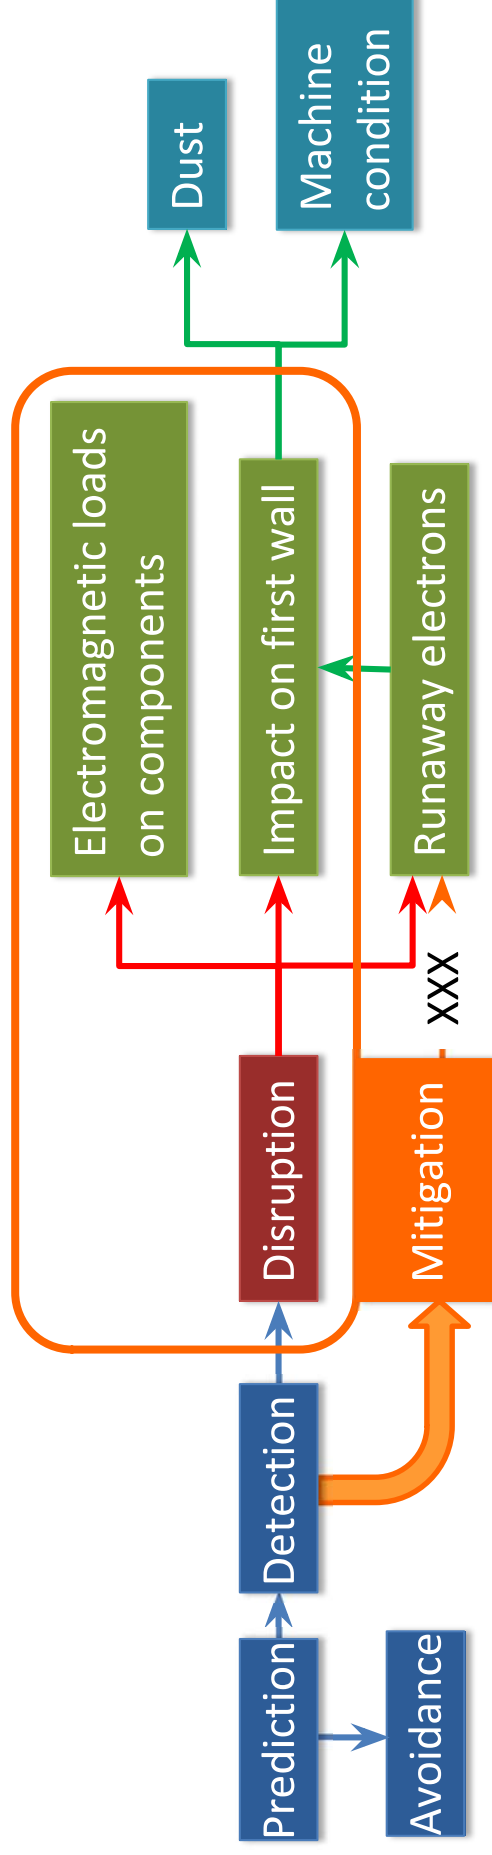 Prediction
Avoidance
Detection
Disruption
Mitigation
XXX
Electromagnetic loads
on components
Impact on first wall
Runaway electrons
Dust
Machine
condition